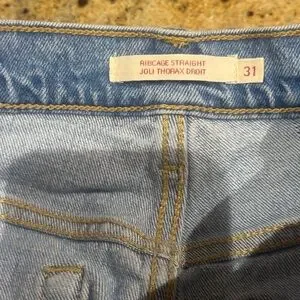 RIBCAGE STRAIGHT
JOLI THORAX DROIT
31